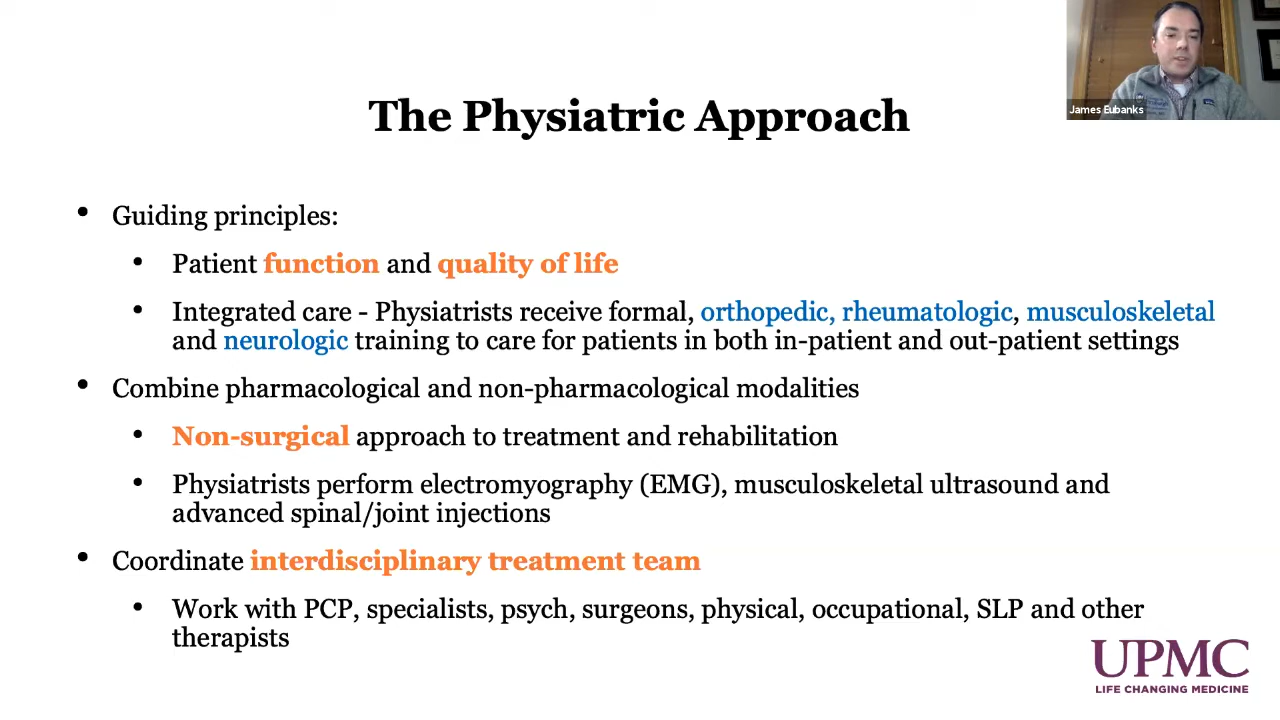 James Eubanks
The Physiatric Approach
• Guiding principles:
• Patient function and quality of life
• Integrated care - Physiatrists receive formal, orthopedic, rheumatologic, musculoskeletal
and neurologic training to care for patients in both in-patient and out-patient settings
• Combine pharmacological and non-pharmacological modalities
• Non-surgical approach to treatment and rehabilitation
• Physiatrists perform electromyography (EMG), musculoskeletal ultrasound and
advanced spinal/joint injections
• Coordinate interdisciplinary treatment team
• Work with PCP, specialists, psych, surgeons, physical, occupational, SLP and other
therapists
UPMC
LIFE CHANGING MEDICINE